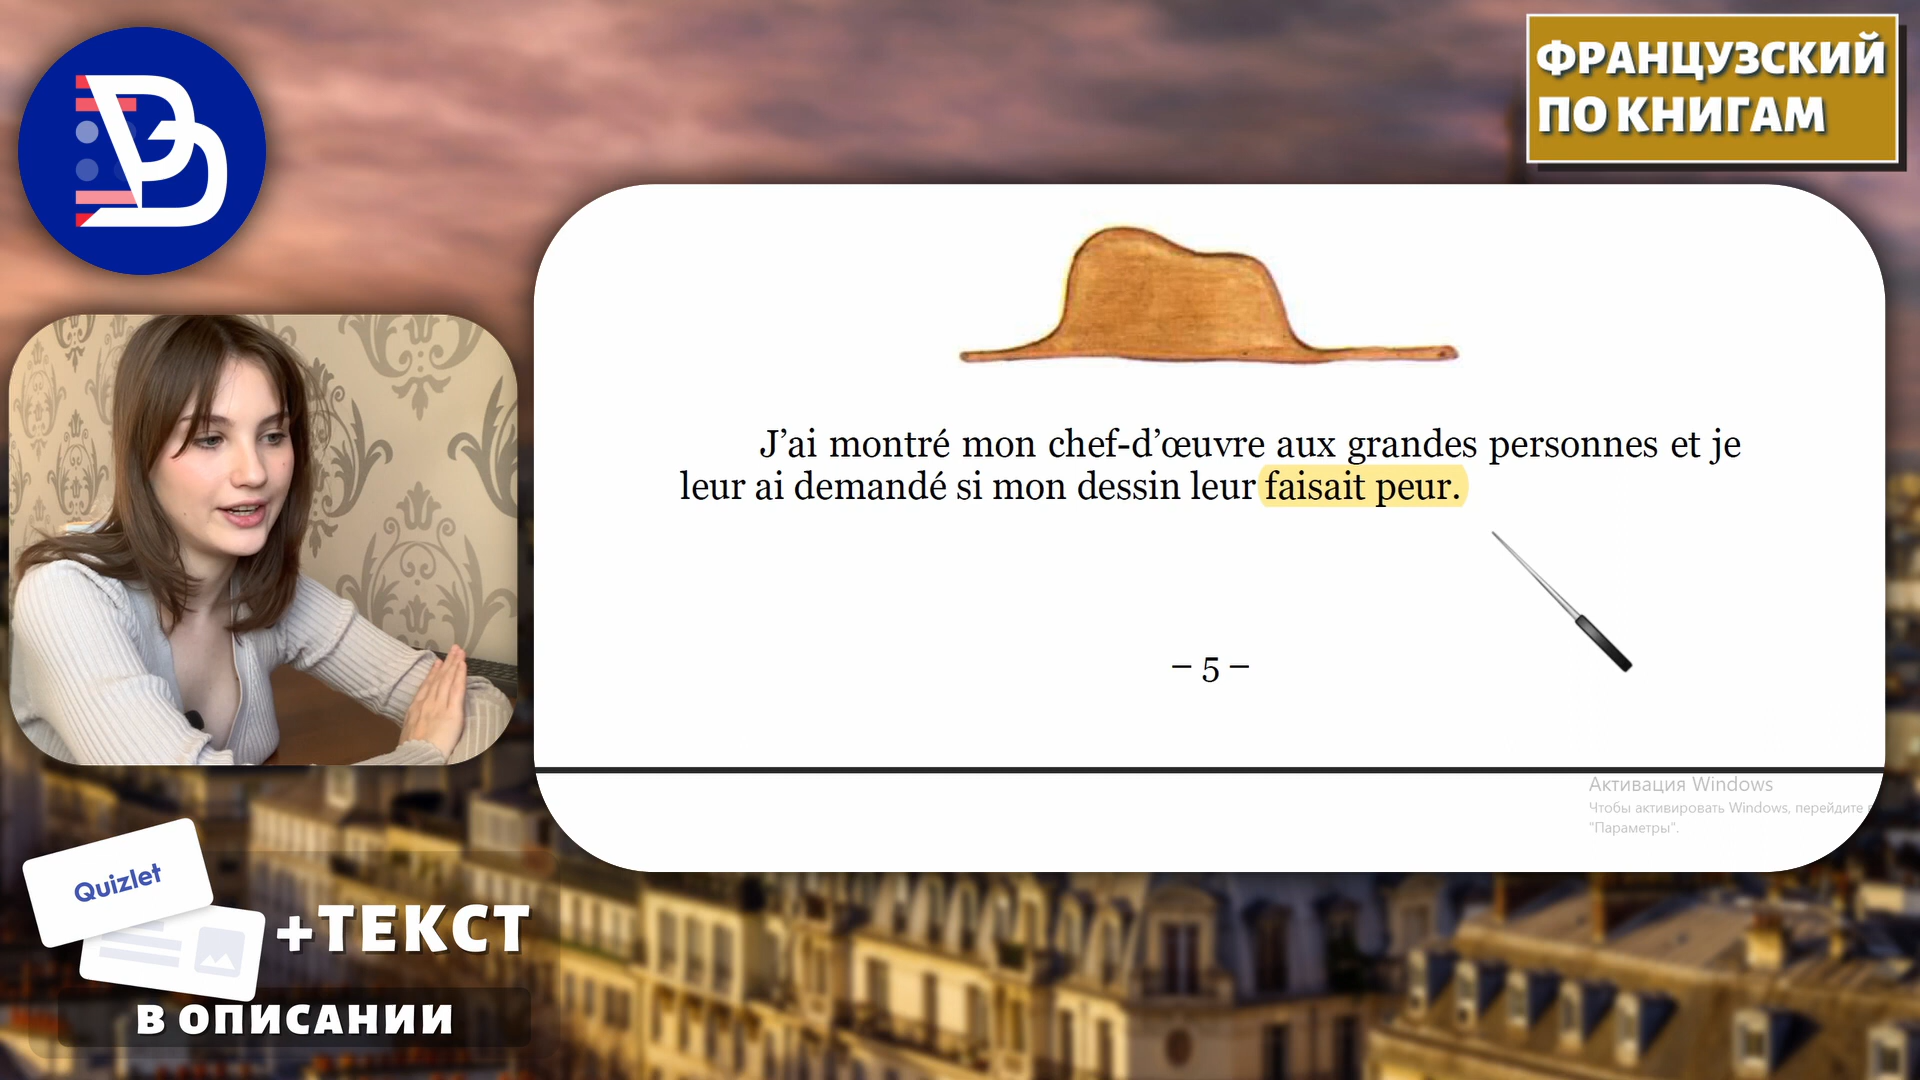 ФРАНЦУЗСКИЙ
ПО КНИГАМ
J’ai montré mon chef-d’œuvre aux grandes personnes et je
leur ai demandé si mon dessin leur faisait peur.
– 5 –
Активация Windows
Чтобы активировать Windows, перейдите
"Параметры".
Quizlet
+ТЕКСТ
В ОПИСАНИИ